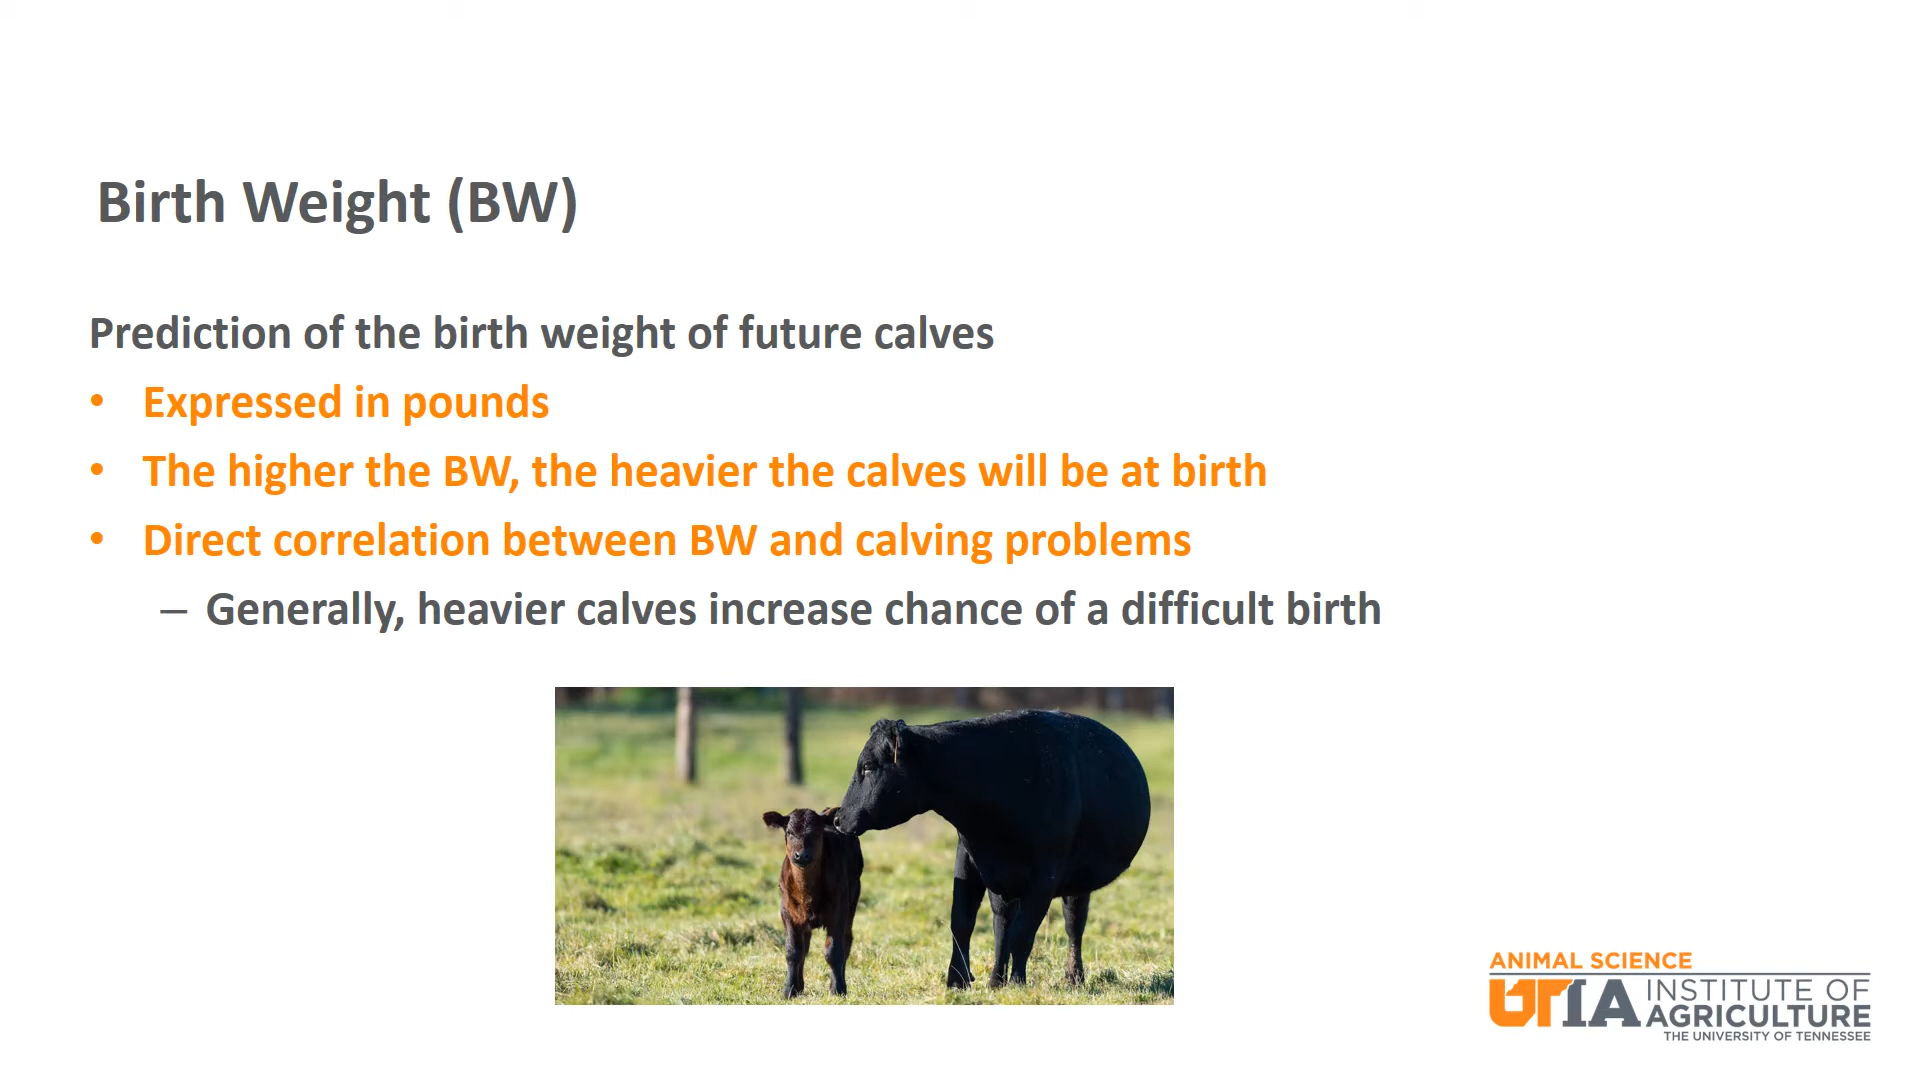 Birth Weight (BW)
Prediction of the birth weight of future calves
• Expressed in pounds
• The higher the BW, the heavier the calves will be at birth
• Direct correlation between BW and calving problems
– Generally, heavier calves increase chance of a difficult birth
ANIMAL SCIENCE
UTIA INSTITUTE OF
AGRICULTURE
THE UNIVERSITY OF TENNESSEE